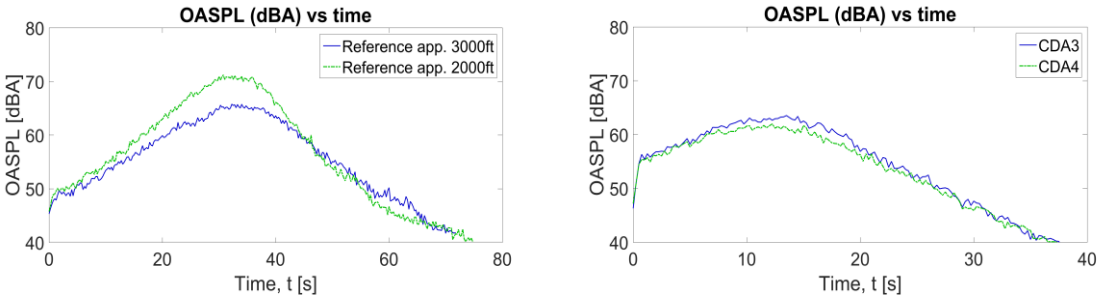 OASPL (dBA) vs time
80
70
60
50
40
OASPL [dBA]
0
20
40
60
80
Time, t [s]
Reference app. 3000ft
Reference app. 2000ft
OASPL (dBA) vs time
80
70
60
50
40
OASPL [dBA]
0
10
20
30
40
Time, t [s]
CDA3
CDA4